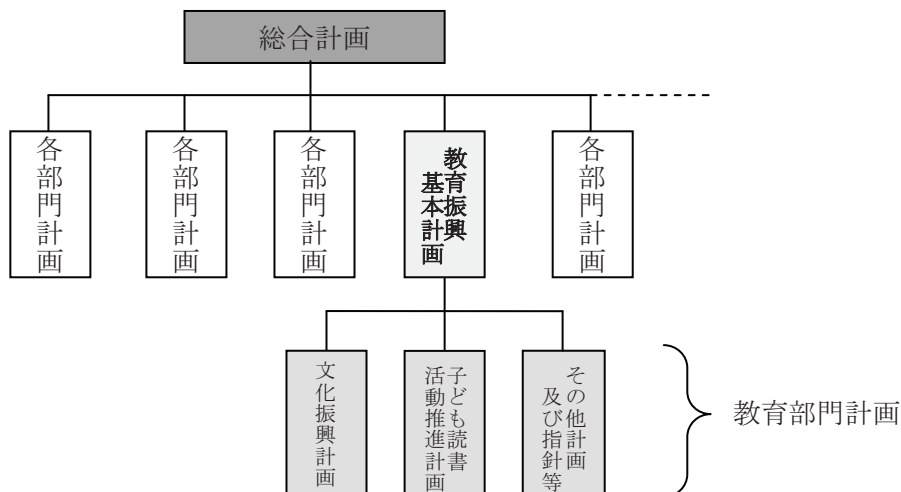 総合計画
各部門計画
各部門計画
各部門計画
教育振興
基本計画
各部門計画
文化振興計画
子ども読書
活動推進計画
その他計画
及び指針等
教育部門計画